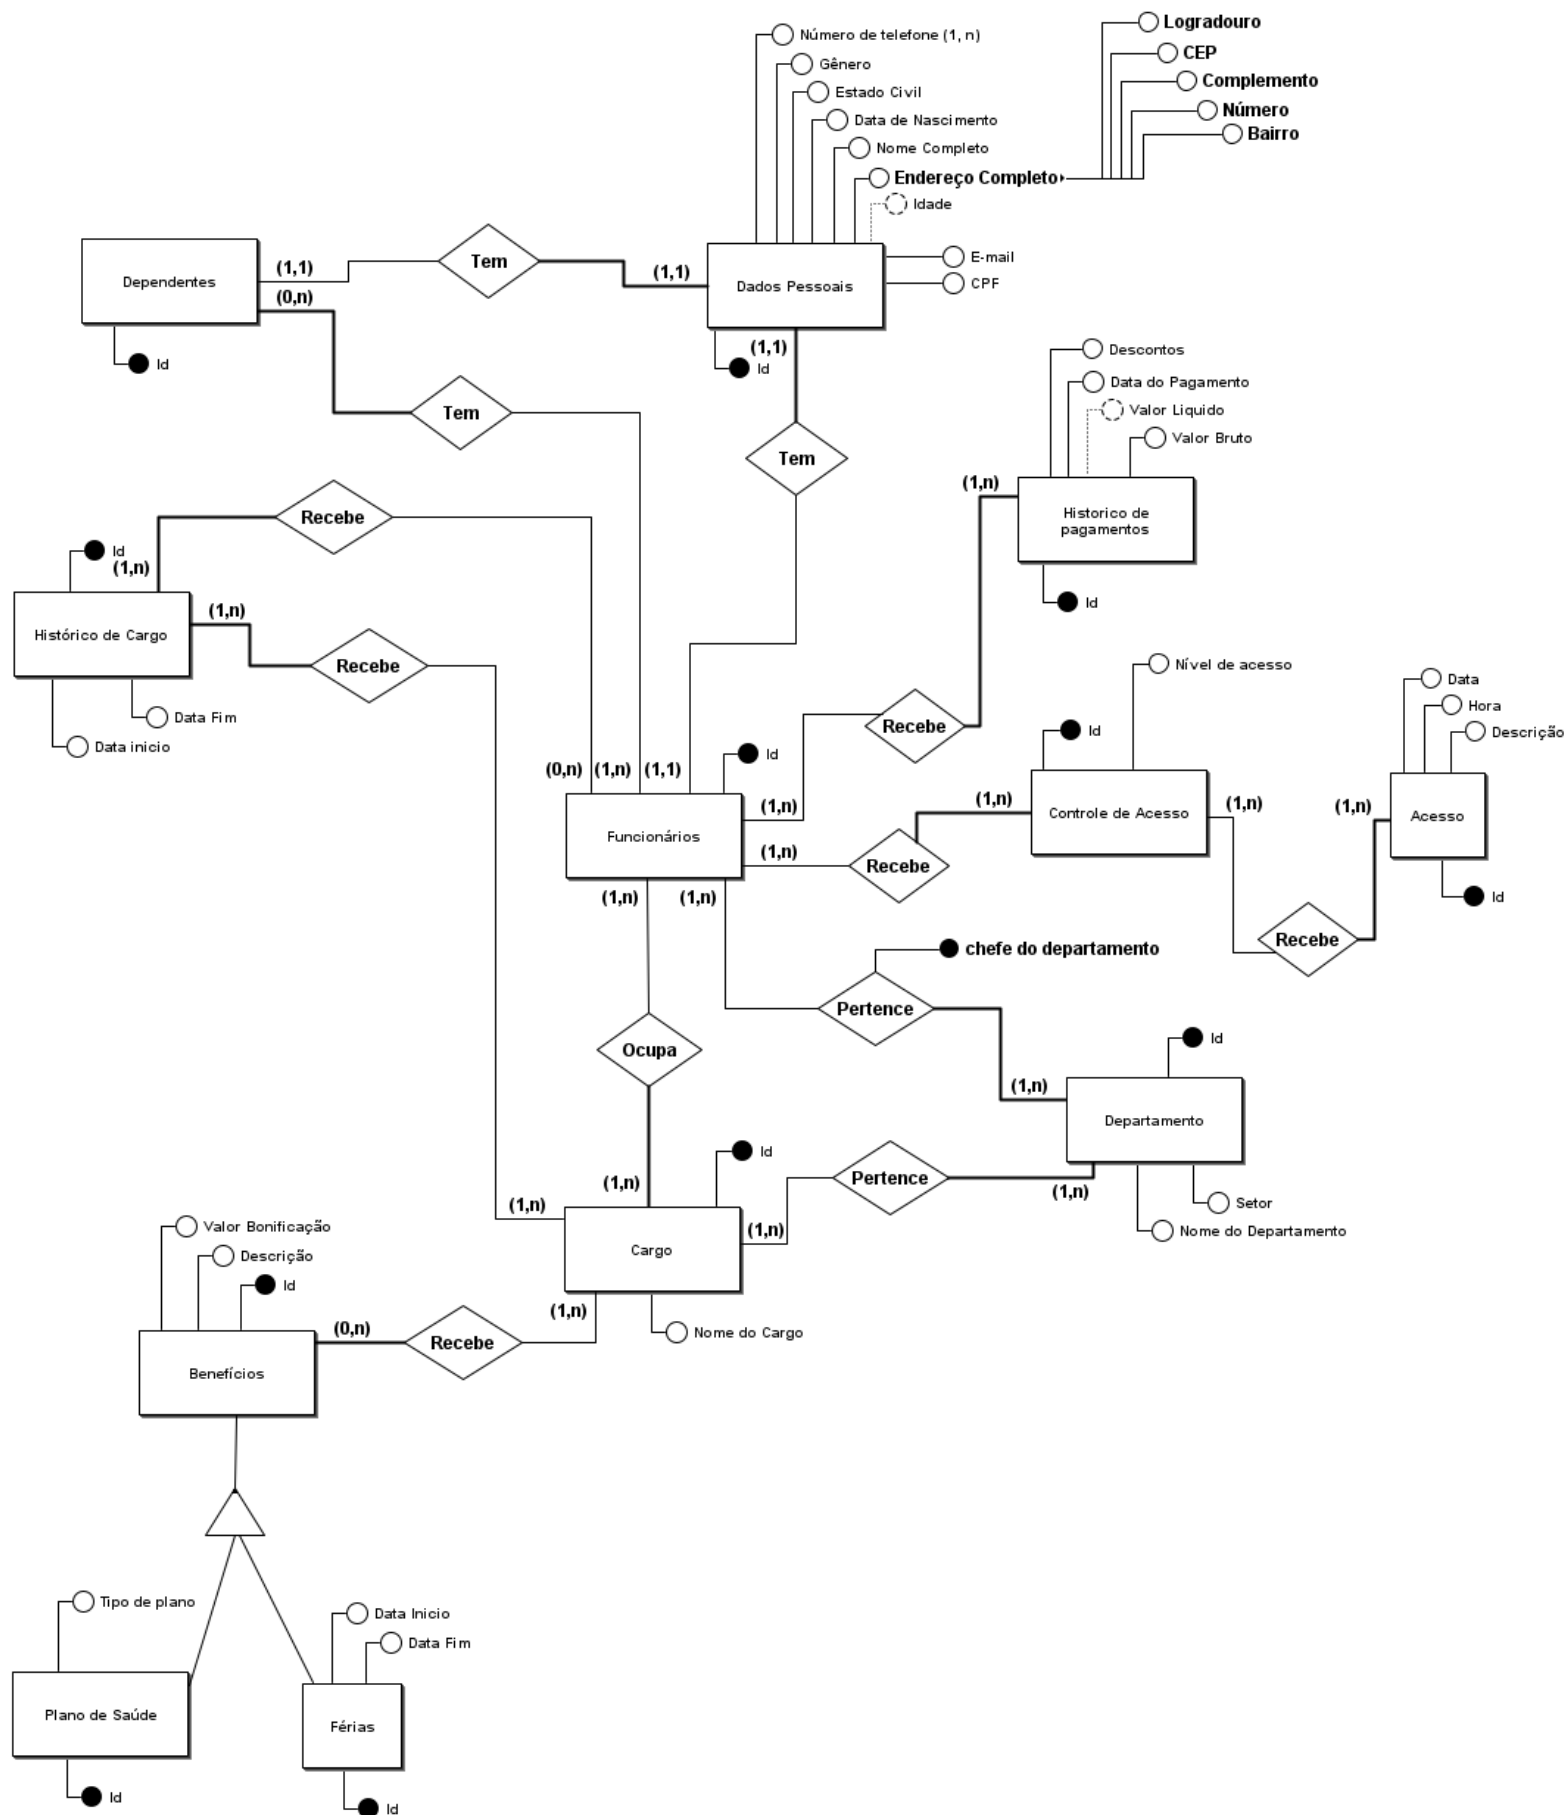 Logradouro
Número de telefone (1, n)
CEP
Gênero
Complemento
Estado Civil
Número
Data de Nascimento
Bairro
Nome Completo
Endereço Completo
Idade
Tem
(1,1)
(1,1)
E-mail
Dependentes
Dados Pessoais
CPF
(0,n)
(1,1)
Id
Id
Descontos
Data do Pagamento
Tem
Valor Liquido
Valor Bruto
Tem
(1,n)
Recebe
Historico de
pagamentos
Id
(1,n)
Id
(1,n)
Histórico de Cargo
Recebe
Nível de acesso
Data
Data Fim
Hora
Recebe
Id
Descrição
Data inicio
Id
(0,n)
(1,n)
(1,1)
(1,n)
(1,n)
(1,n)
(1,n)
Controle de Acesso
Acesso
Funcionários
(1,n)
Recebe
(1,n)
(1,n)
Id
Recebe
chefe do departamento
Pertence
Ocupa
Id
(1,n)
Departamento
Id
Pertence
(1,n)
(1,n)
(1,n)
Setor
Valor Bonificação
(1,n)
Nome do Departamento
Cargo
Descrição
Id
(1,n)
(0,n)
Nome do Cargo
Recebe
Benefícios
Tipo de plano
Data Inicio
Data Fim
Plano de Saúde
Férias
Id
Id